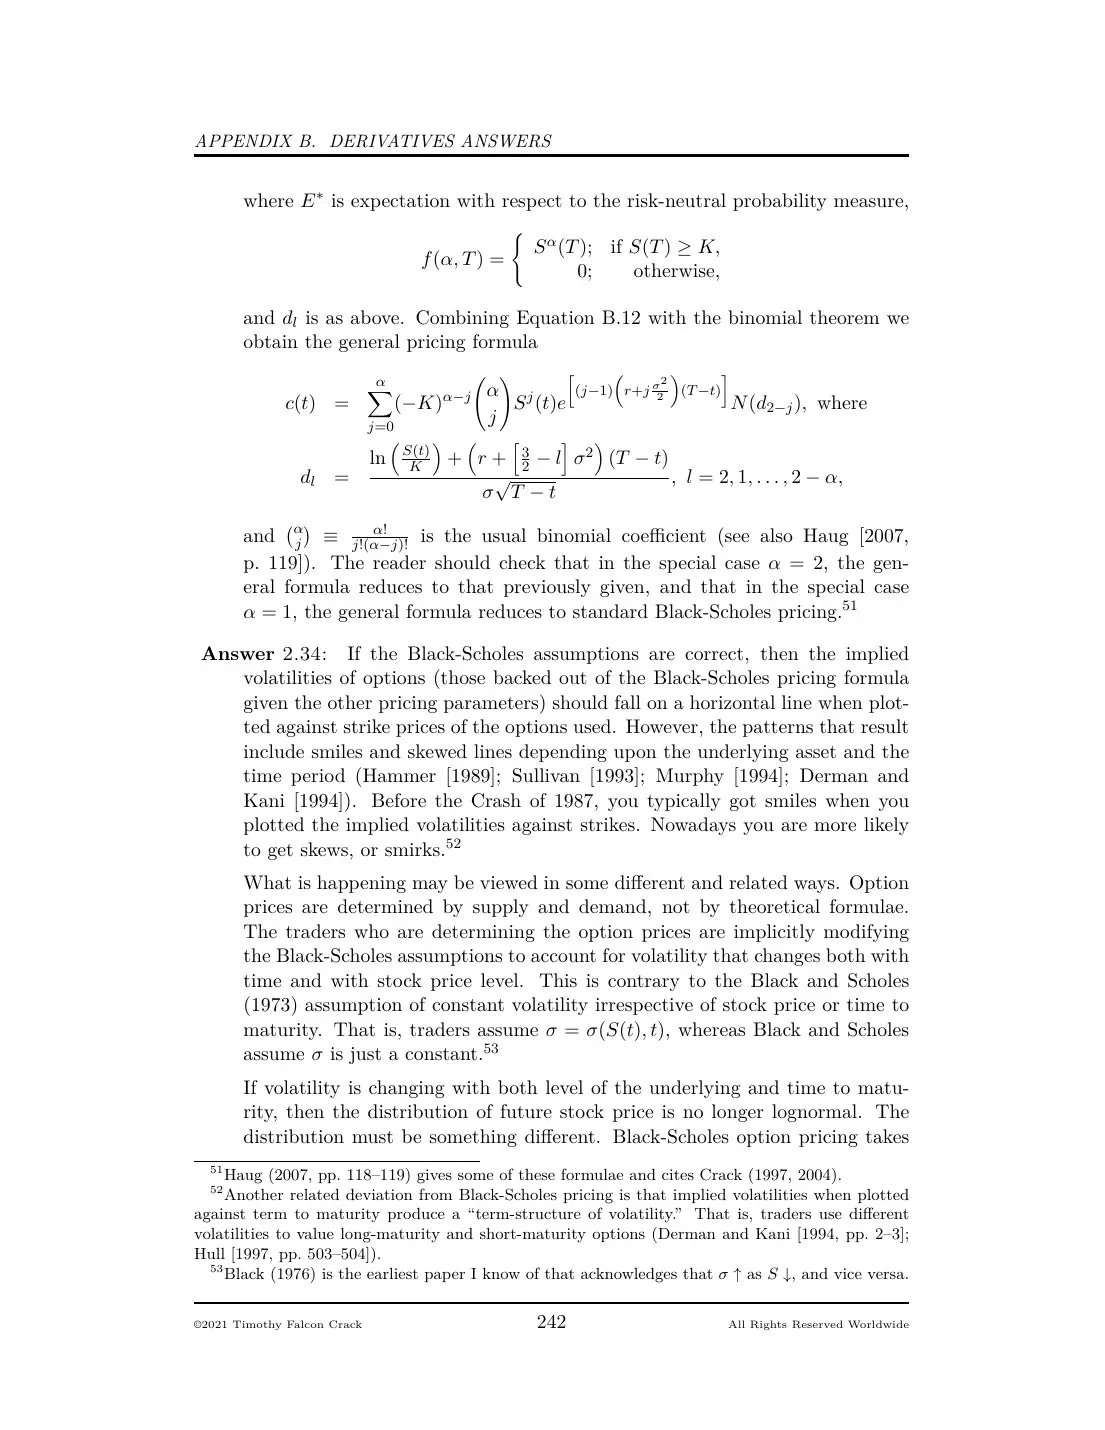 APPENDIX B. DERIVATIVES ANSWERS
where E* is expectation with respect to the risk-neutral probability measure,
f(α, T) = { S^α(T); if S(T) ≥ K,
0; otherwise,
and d_l is as above. Combining Equation B.12 with the binomial theorem we
obtain the general pricing formula
c(t) = ∑_{j=0}^{α} (−K)^{α−j} \binom{α}{j} S^j(t) e^{[(j−1)(r+j\frac{σ^2}{2})(T−t)]} N(d_{2−j}), where
d_l = \frac{\ln(\frac{S(t)}{K}) + (r + [\frac{3}{2} − l] σ^2)(T − t)}{σ\sqrt{T − t}}, l = 2, 1, . . . , 2 − α,
and \binom{α}{j} ≡ \frac{α!}{j!(α−j)!} is the usual binomial coefficient (see also Haug [2007,
p. 119]). The reader should check that in the special case α = 2, the gen-
eral formula reduces to that previously given, and that in the special case
α = 1, the general formula reduces to standard Black-Scholes pricing.51
Answer 2.34: If the Black-Scholes assumptions are correct, then the implied
volatilities of options (those backed out of the Black-Scholes pricing formula
given the other pricing parameters) should fall on a horizontal line when plot-
ted against strike prices of the options used. However, the patterns that result
include smiles and skewed lines depending upon the underlying asset and the
time period (Hammer [1989]; Sullivan [1993]; Murphy [1994]; Derman and
Kani [1994]). Before the Crash of 1987, you typically got smiles when you
plotted the implied volatilities against strikes. Nowadays you are more likely
to get skews, or smirks.52
What is happening may be viewed in some different and related ways. Option
prices are determined by supply and demand, not by theoretical formulae.
The traders who are determining the option prices are implicitly modifying
the Black-Scholes assumptions to account for volatility that changes both with
time and with stock price level. This is contrary to the Black and Scholes
(1973) assumption of constant volatility irrespective of stock price or time to
maturity. That is, traders assume σ = σ(S(t), t), whereas Black and Scholes
assume σ is just a constant.53
If volatility is changing with both level of the underlying and time to matu-
rity, then the distribution of future stock price is no longer lognormal. The
distribution must be something different. Black-Scholes option pricing takes
51Haug (2007, pp. 118–119) gives some of these formulae and cites Crack (1997, 2004).
52Another related deviation from Black-Scholes pricing is that implied volatilities when plotted
against term to maturity produce a “term-structure of volatility.” That is, traders use different
volatilities to value long-maturity and short-maturity options (Derman and Kani [1994, pp. 2–3];
Hull [1997, pp. 503–504]).
53Black (1976) is the earliest paper I know of that acknowledges that σ ↑ as S ↓, and vice versa.
©2021 Timothy Falcon Crack 242 All Rights Reserved Worldwide